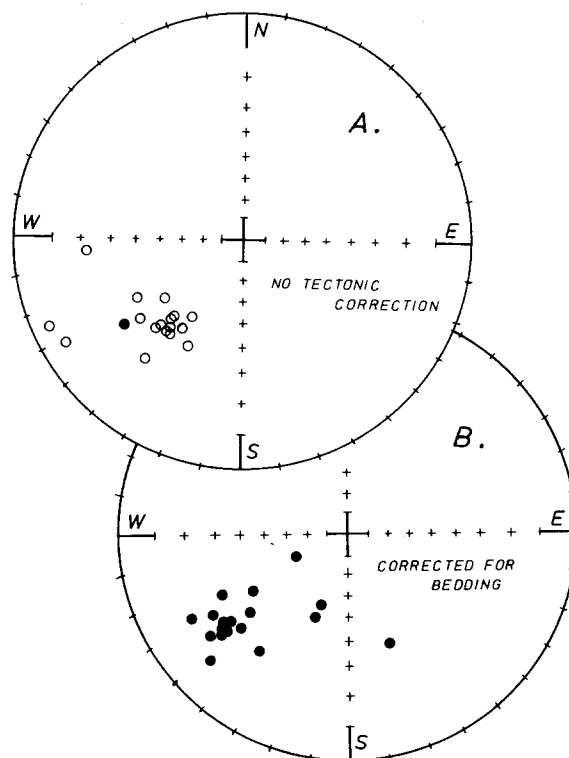 N
A.
W
E
NO TECTONIC
CORRECTION
S
B.
W
E
CORRECTED FOR
BEDDING
S